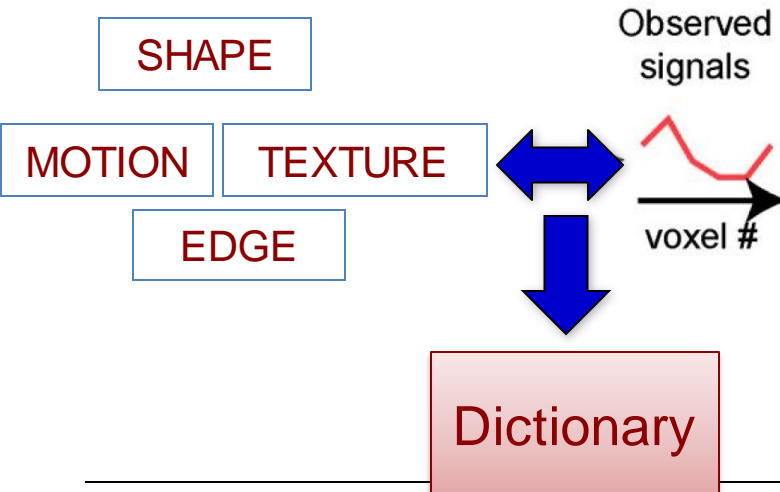 SHAPE
Observed
signals
MOTION
TEXTURE
EDGE
voxel #
Dictionary